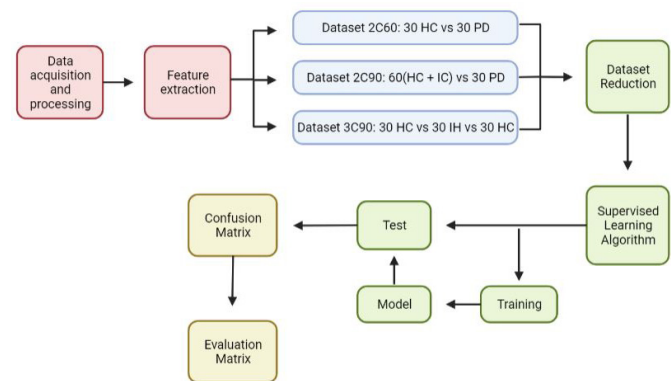 Data
acquisition
and
processing
Feature
extraction
Dataset 2C60: 30 HC vs 30 PD
Dataset 2C90: 60(HC + IC) vs 30 PD
Dataset 3C90: 30 HC vs 30 IH vs 30 HC
Dataset
Reduction
Supervised
Learning
Algorithm
Test
Training
Model
Confusion
Matrix
Evaluation
Matrix